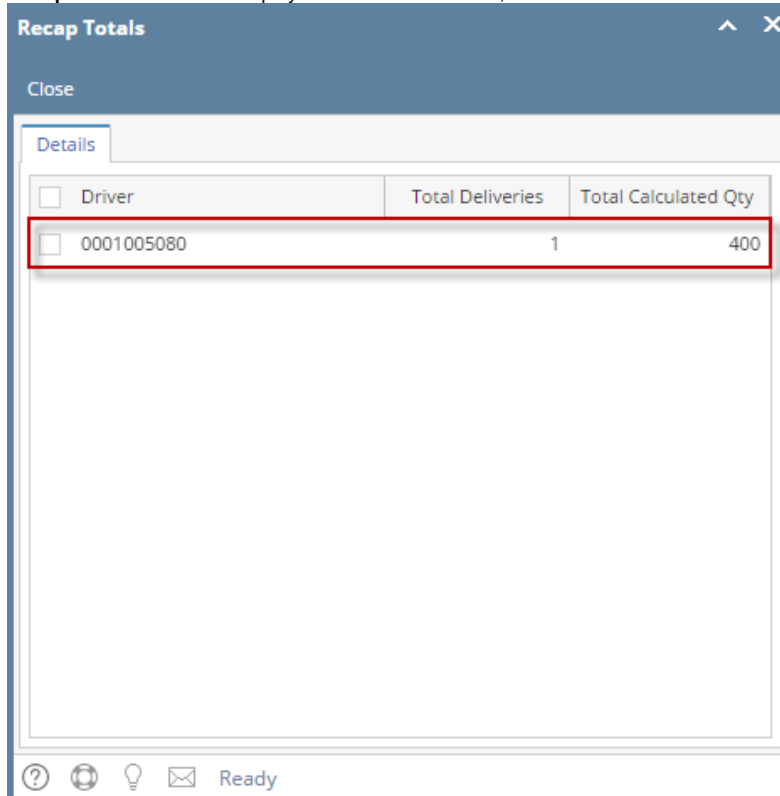 Recap Totals
Close
Details
Driver Total Deliveries Total Calculated Qty
0001005080 1 400
Ready